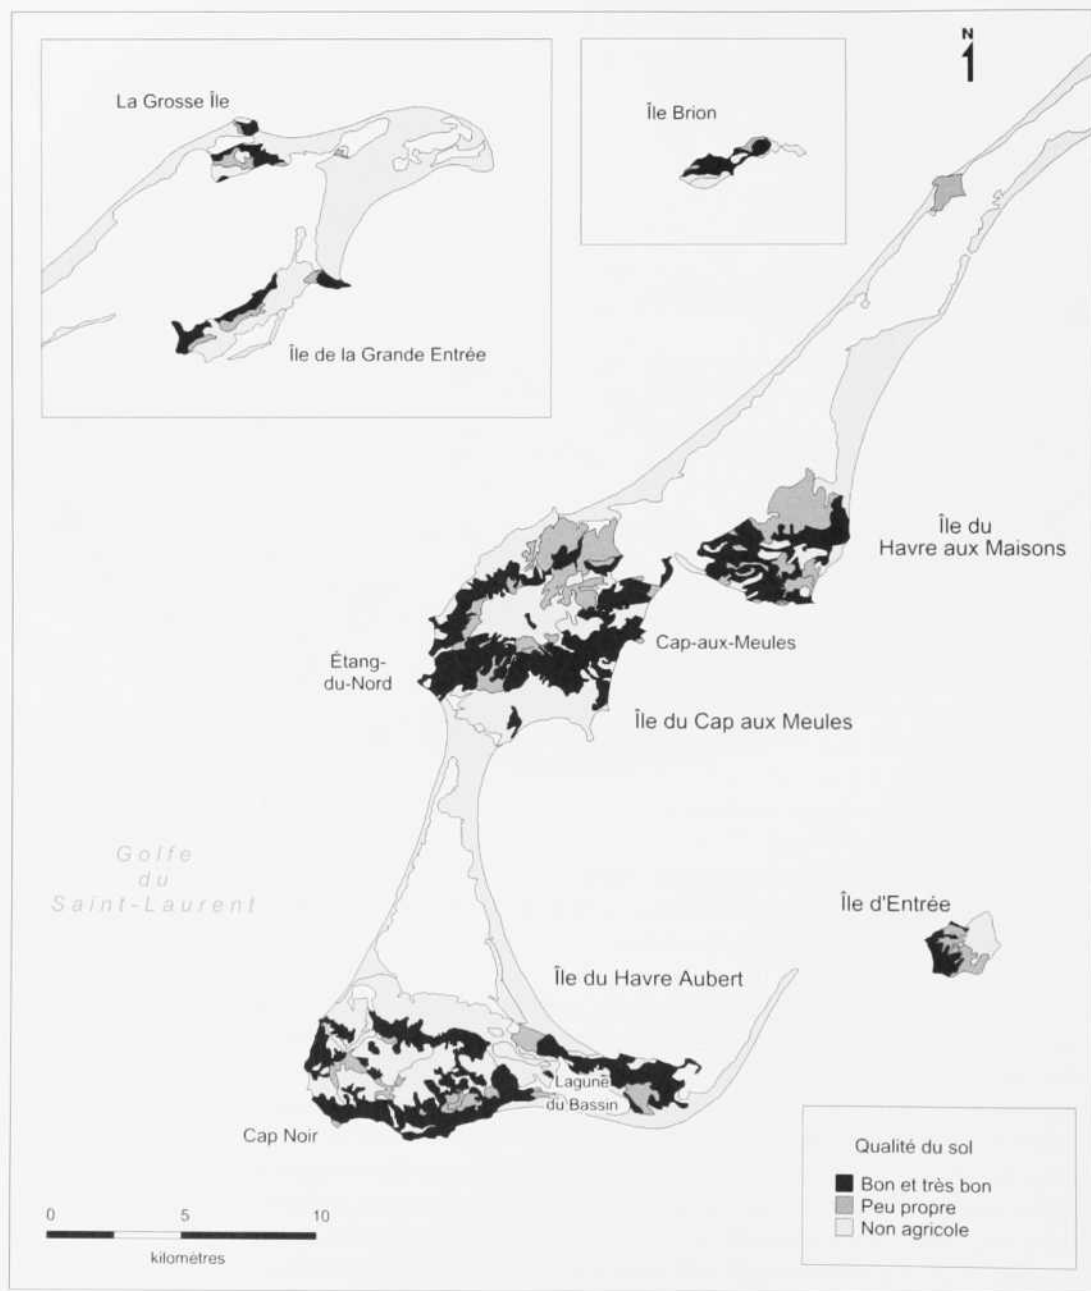 N
La Grosse Île
Île Brion
Île de la Grande Entrée
Île du
Havre aux Maisons
Étang-
du-Nord
Cap-aux-Meules
Île du Cap aux Meules
Golfe
du
Saint-Laurent
Île d'Entrée
Île du Havre Aubert
Lagune
du Bassin
Cap Noir
Qualité du sol
Bon et très bon
Peu propre
Non agricole
0 5 10
kilomètres